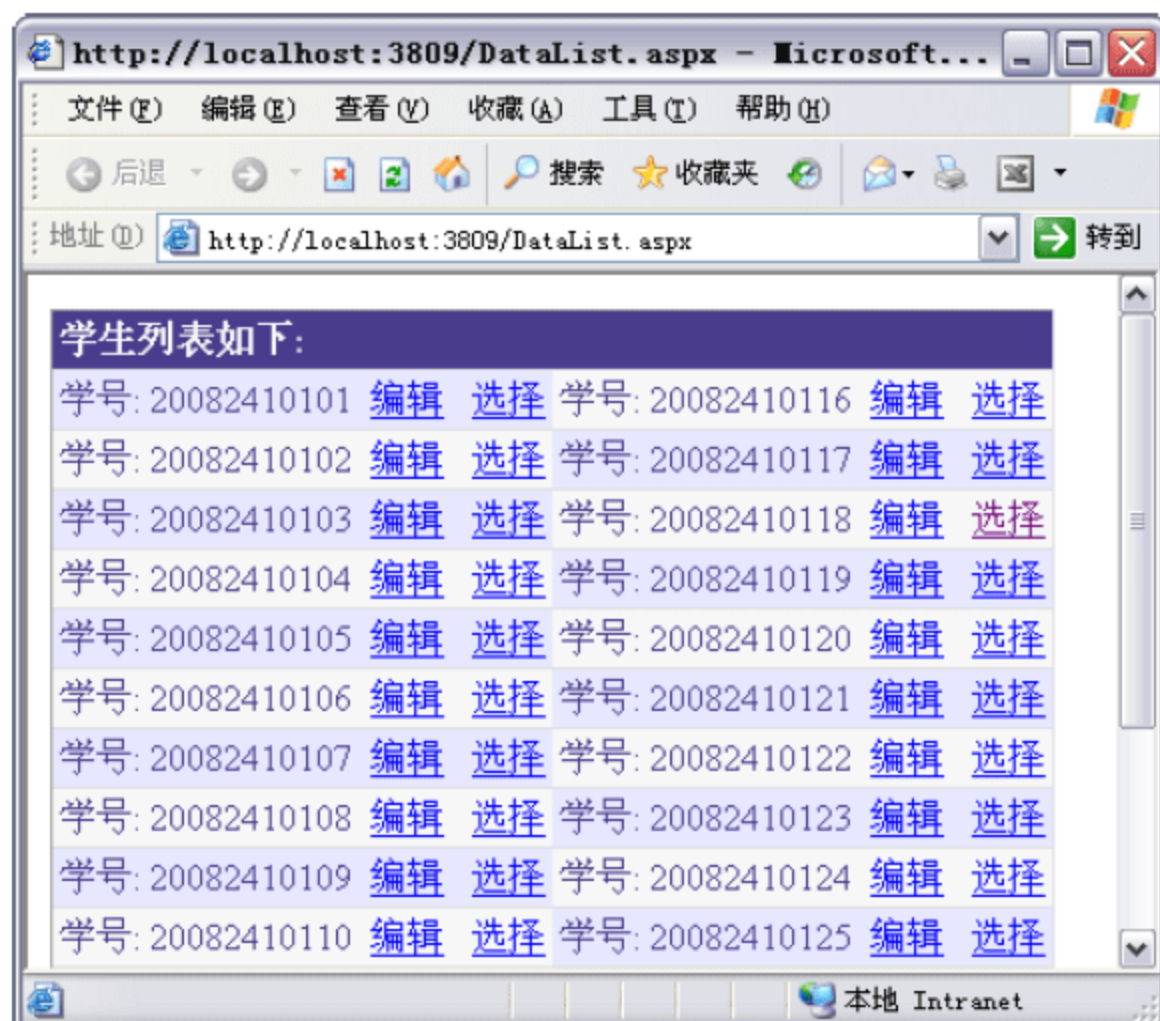 http://localhost:3809/DataList.aspx - Microsoft...
文件(F) 编辑(E) 查看(V) 收藏(A) 工具(T) 帮助(H)
后退 搜索 收藏夹
地址(D) http://localhost:3809/DataList.aspx 转到
学生列表如下:
学号: 20082410101 编辑 选择 学号: 20082410116 编辑 选择
学号: 20082410102 编辑 选择 学号: 20082410117 编辑 选择
学号: 20082410103 编辑 选择 学号: 20082410118 编辑 选择
学号: 20082410104 编辑 选择 学号: 20082410119 编辑 选择
学号: 20082410105 编辑 选择 学号: 20082410120 编辑 选择
学号: 20082410106 编辑 选择 学号: 20082410121 编辑 选择
学号: 20082410107 编辑 选择 学号: 20082410122 编辑 选择
学号: 20082410108 编辑 选择 学号: 20082410123 编辑 选择
学号: 20082410109 编辑 选择 学号: 20082410124 编辑 选择
学号: 20082410110 编辑 选择 学号: 20082410125 编辑 选择
本地 Intranet